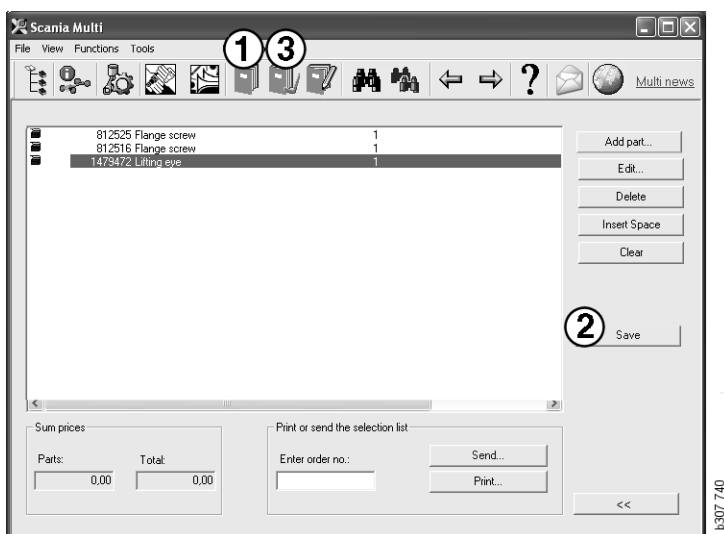 Scania Multi
File View Functions Tools
1 3
? Multi news
812525 Flange screw 1
812516 Flange screw 1
1479472 Lifting eye 1
Add part...
Edit...
Delete
Insert Space
Clear
2 Save
Sum prices
Parts: Total:
0,00 0,00
Print or send the selection list
Enter order no.: Send...
Print...
<<
b307 740